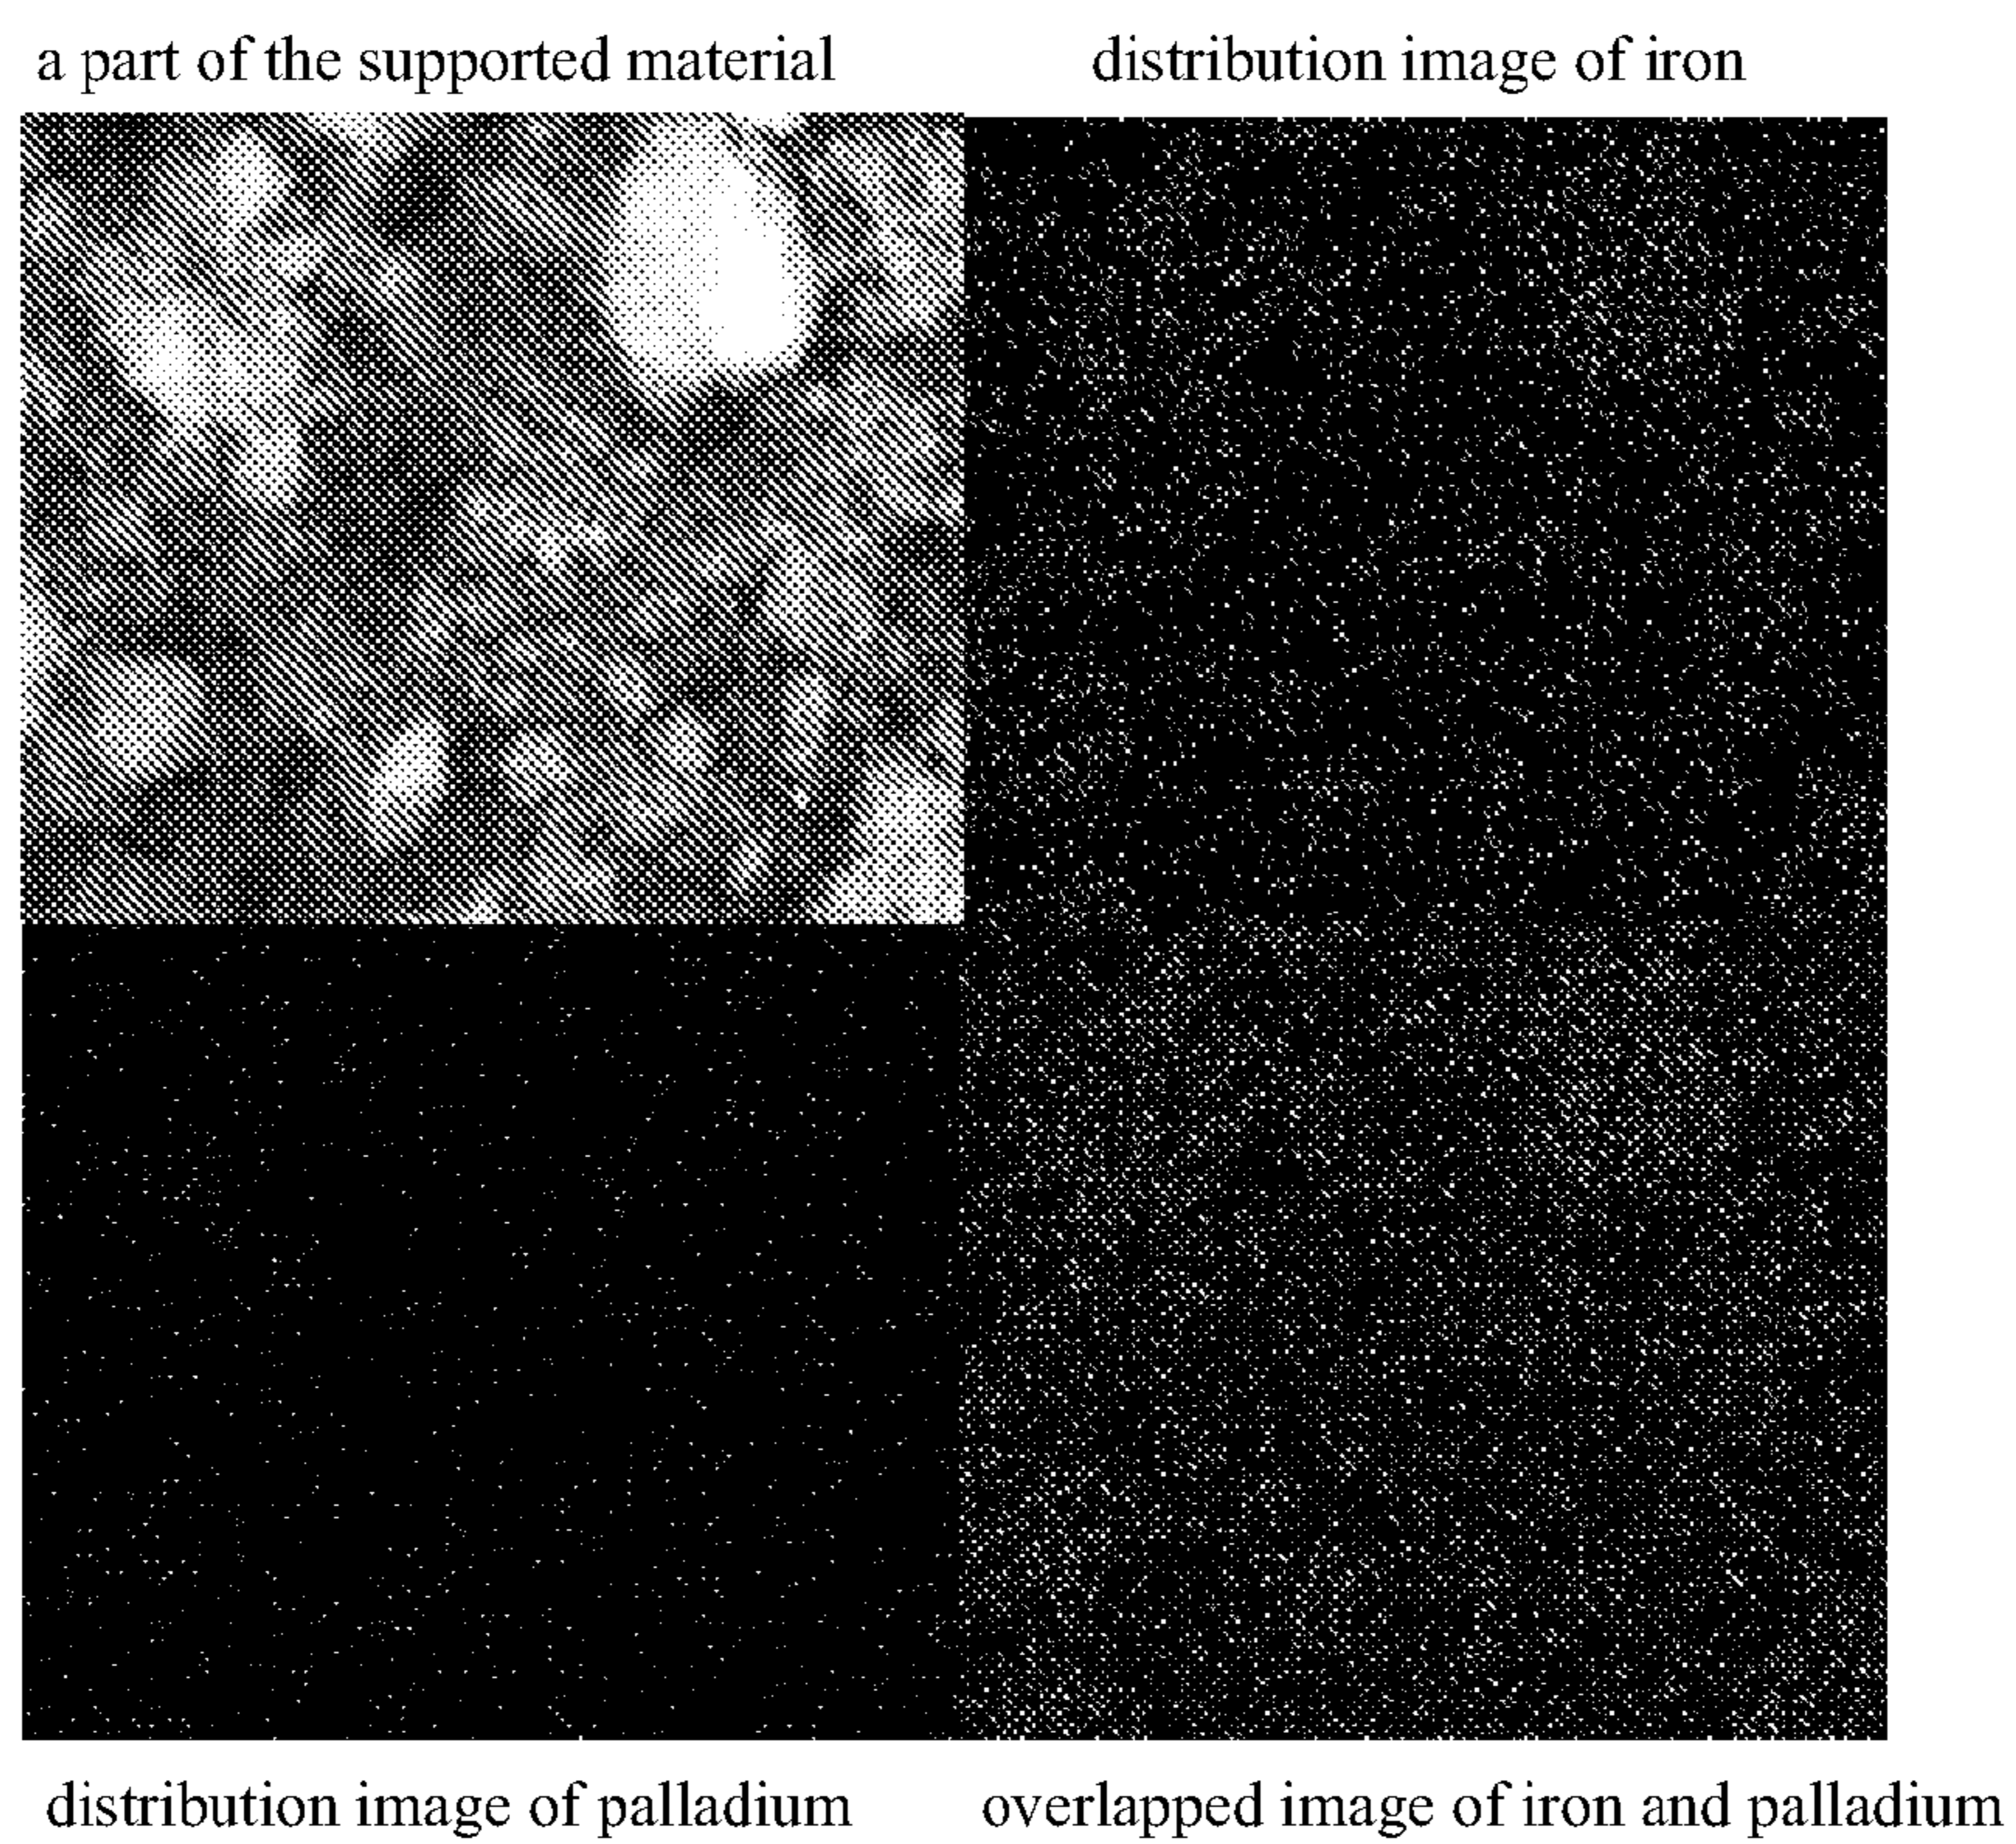 a part of the supported material
distribution image of iron
distribution image of palladium
overlapped image of iron and palladium